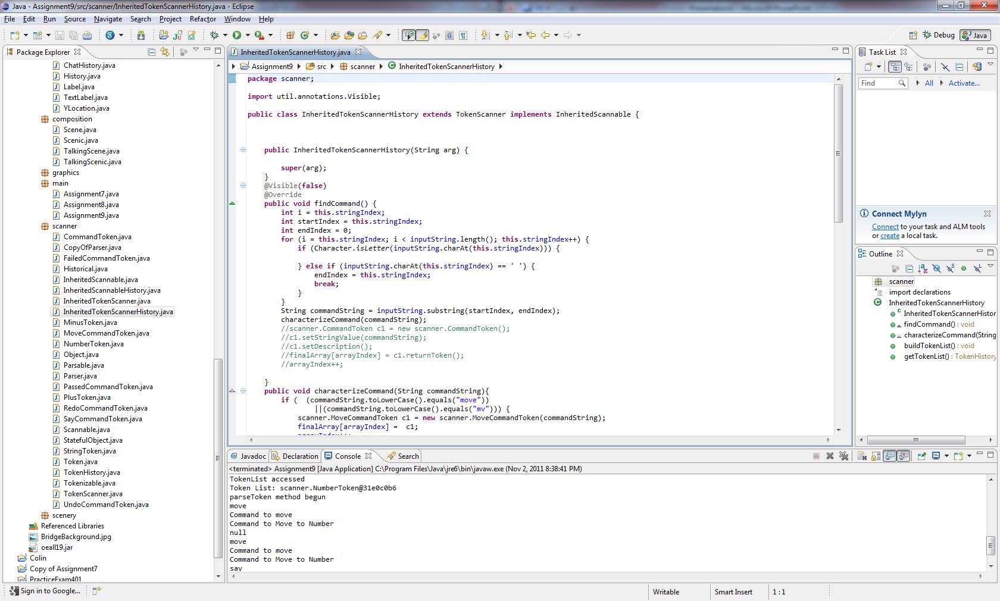 Java - Assignment9/src/scanner/InheritedTokenScannerHistory.java - Eclipse
File Edit Run Source Navigate Search Project Refactor Window Help
Debug Java
Package Explorer
ChatHistory.java
History.java
Label.java
TextLabel.java
YLocation.java
composition
Scene.java
Scenic.java
TalkingScene.java
TalkingScenic.java
graphics
main
Assignment7.java
Assignment8.java
Assignment9.java
scanner
CommandToken.java
CopyOfParser.java
FailedCommandToken.java
Historical.java
InheritedScannable.java
InheritedScannableHistory.java
InheritedTokenScanner.java
InheritedTokenScannerHistory.java
MinusToken.java
MoveCommandToken.java
NumberToken.java
Object.java
Parsable.java
Parser.java
PassedCommandToken.java
PlusToken.java
RedoCommandToken.java
SayCommandToken.java
Scannable.java
StatefulObject.java
StringToken.java
Token.java
TokenHistory.java
Tokenizable.java
TokenScanner.java
UndoCommandToken.java
scenery
Referenced Libraries
BridgeBackground.jpg
oeall19.jar
Colin
Copy of Assignment7
PracticeExam401
InheritedTokenScannerHistory.java
Assignment9 src scanner InheritedTokenScannerHistory
package scanner;
import util.annotations.Visible;
public class InheritedTokenScannerHistory extends TokenScanner implements InheritedScannable {
public InheritedTokenScannerHistory(String arg) {
super(arg);
}
@Visible(false)
@Override
public void findCommand() {
int i = this.stringIndex;
int startIndex = this.stringIndex;
int endIndex = 0;
for (i = this.stringIndex; i < inputString.length(); this.stringIndex++) {
if (Character.isLetter(inputString.charAt(this.stringIndex))) {
} else if (inputString.charAt(this.stringIndex) == ' ') {
endIndex = this.stringIndex;
break;
}
}
String commandString = inputString.substring(startIndex, endIndex);
characterizeCommand(commandString);
//scanner.CommandToken c1 = new scanner.CommandToken();
//c1.setStringValue(commandString);
//c1.setDescription();
//finalArray[arrayIndex] = c1.returnToken();
//arrayIndex++;
}
public void characterizeCommand(String commandString){
if ( (commandString.toLowerCase().equals("move"))
||(commandString.toLowerCase().equals("mv"))) {
scanner.MoveCommandToken c1 = new scanner.MoveCommandToken(commandString);
finalArray[arrayIndex] = c1;
arrayIndex++;
Task List
Find All Activate...
Connect Mylyn
Connect to your task and ALM tools
or create a local task.
Outline
scanner
import declarations
InheritedTokenScannerHistory
InheritedTokenScannerHistor
findCommand() : void
characterizeCommand(String
buildTokenList() : void
getTokenList() : TokenHistory
Javadoc Declaration Console Search
<terminated> Assignment9 [Java Application] C:\Program Files\Java\jre6\bin\javaw.exe (Nov 2, 2011 8:38:41 PM)
TokenList accessed
Token List: scanner.NumberToken@31e0c0b6
parseToken method begun
move
Command to move
Command to Move to Number
null
move
Command to move
Command to Move to Number
say
Sign in to Google...
Writable Smart Insert 1 : 1